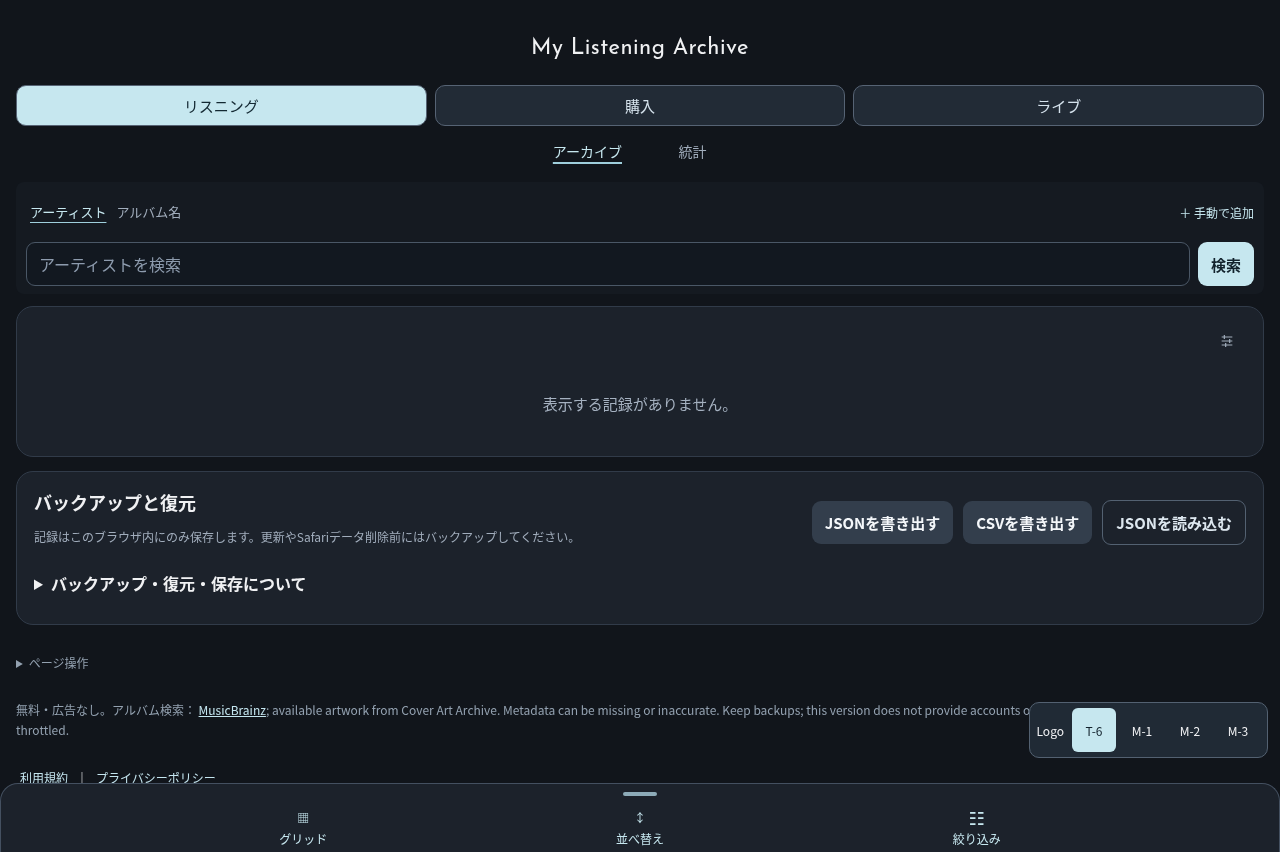 My Listening Archive
リスニング 購入 ライブ
アーカイブ 統計
アーティスト アルバム名 ＋ 手動で追加
アーティストを検索 検索
表示する記録がありません。
バックアップと復元
記録はこのブラウザ内にのみ保存します。更新やSafariデータ削除前にはバックアップしてください。
JSONを書き出す CSVを書き出す JSONを読み込む
▶ バックアップ・復元・保存について
▶ ページ操作
無料・広告なし。アルバム検索： MusicBrainz; available artwork from Cover Art Archive. Metadata can be missing or inaccurate. Keep backups; this version does not provide accounts
throttled.
Logo T-6 M-1 M-2 M-3
利用規約 | プライバシーポリシー
グリッド 並べ替え 絞り込み